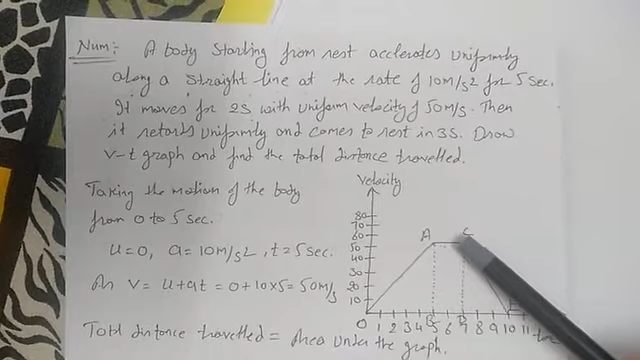 Num:- A body starting from rest acclerates uniformly
along a straight line at the rate of 10m/s2 for 5 sec.
It moves for 2s with uniform velocity of 50m/s. Then
it retards uniformly and comes to rest in 3s. Draw
v-t graph and find the total distance travelled.
Taking the motion of the body
from 0 to 5 sec.
u=0, a=10m/s2, t=5sec.
As v= u+at = 0+10x5=50m/s
Total distance travelled = Area under the graph.
Velocity
80
70
60
50
40
30
20
10
A
C
0 1 2 3 4 5 6 7 8 9 10 11
B D